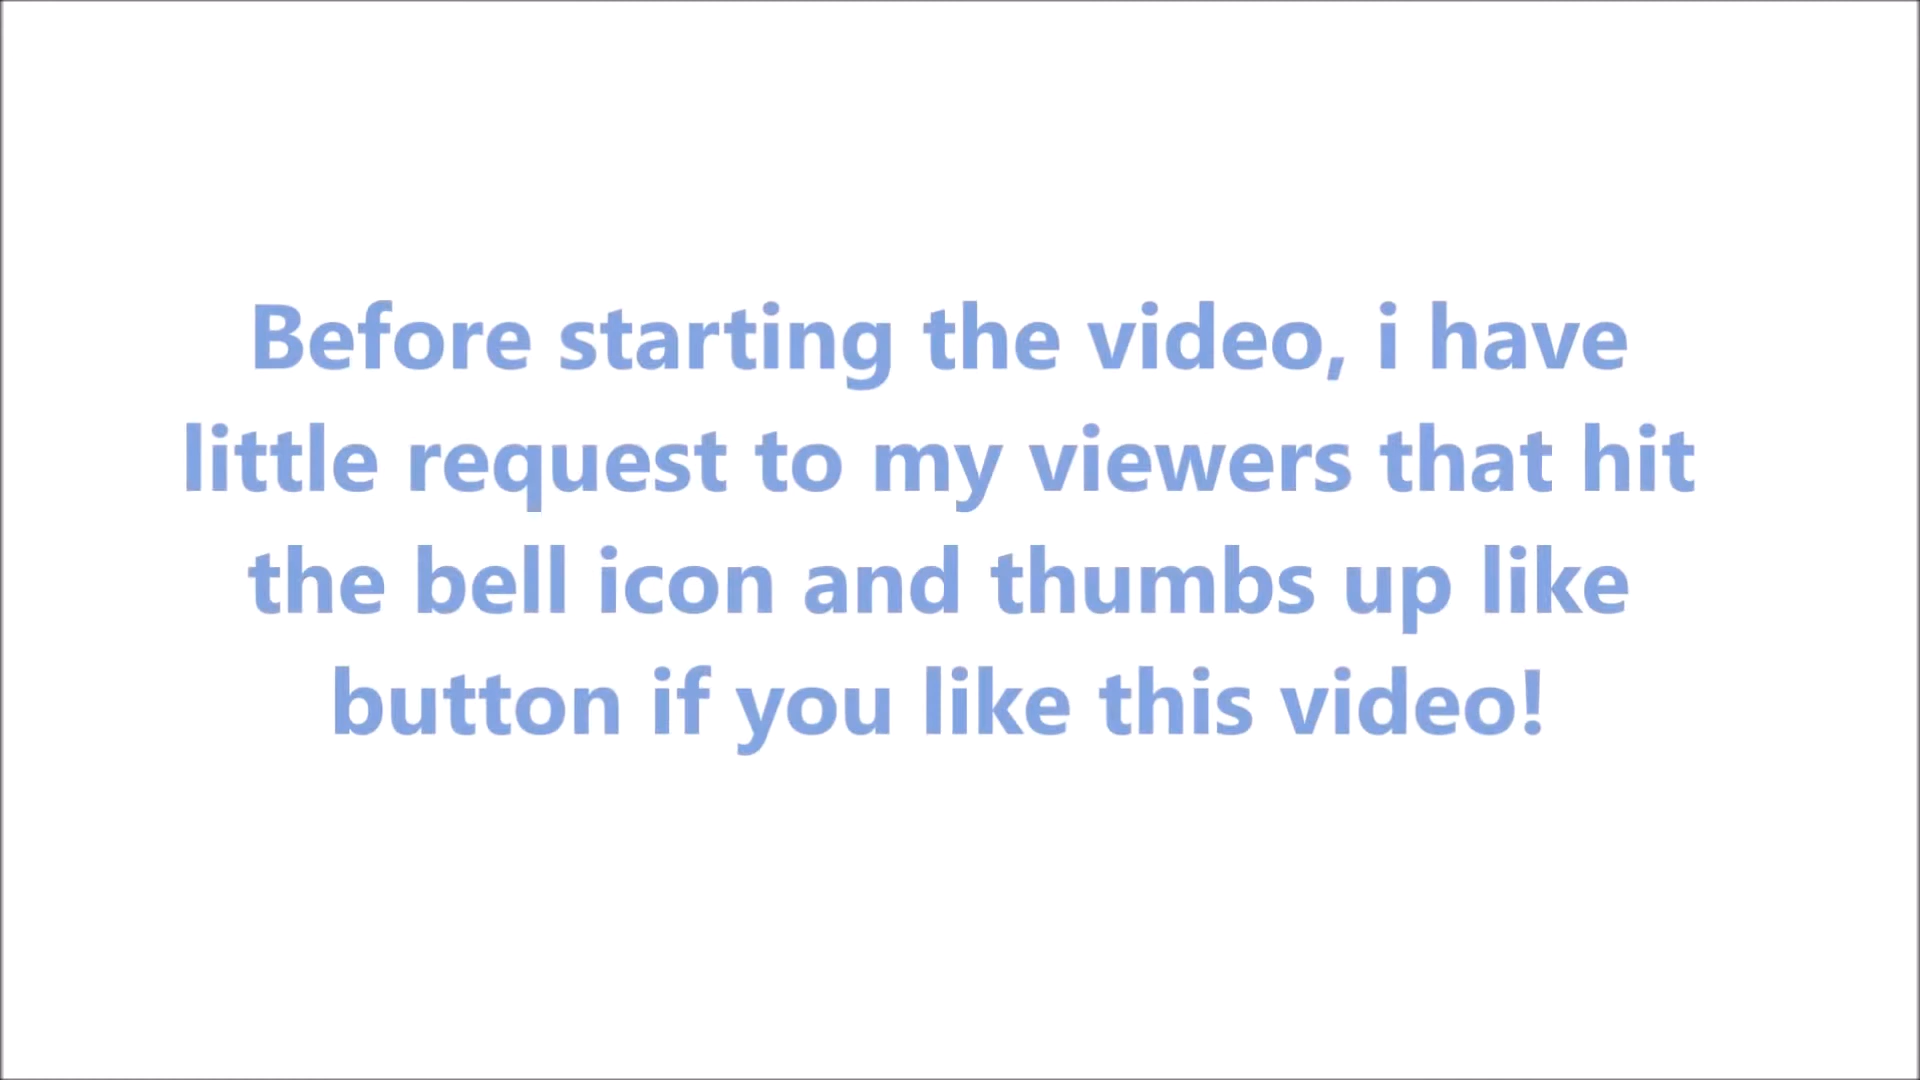 Before starting the video, i have
little request to my viewers that hit
the bell icon and thumbs up like
button if you like this video!